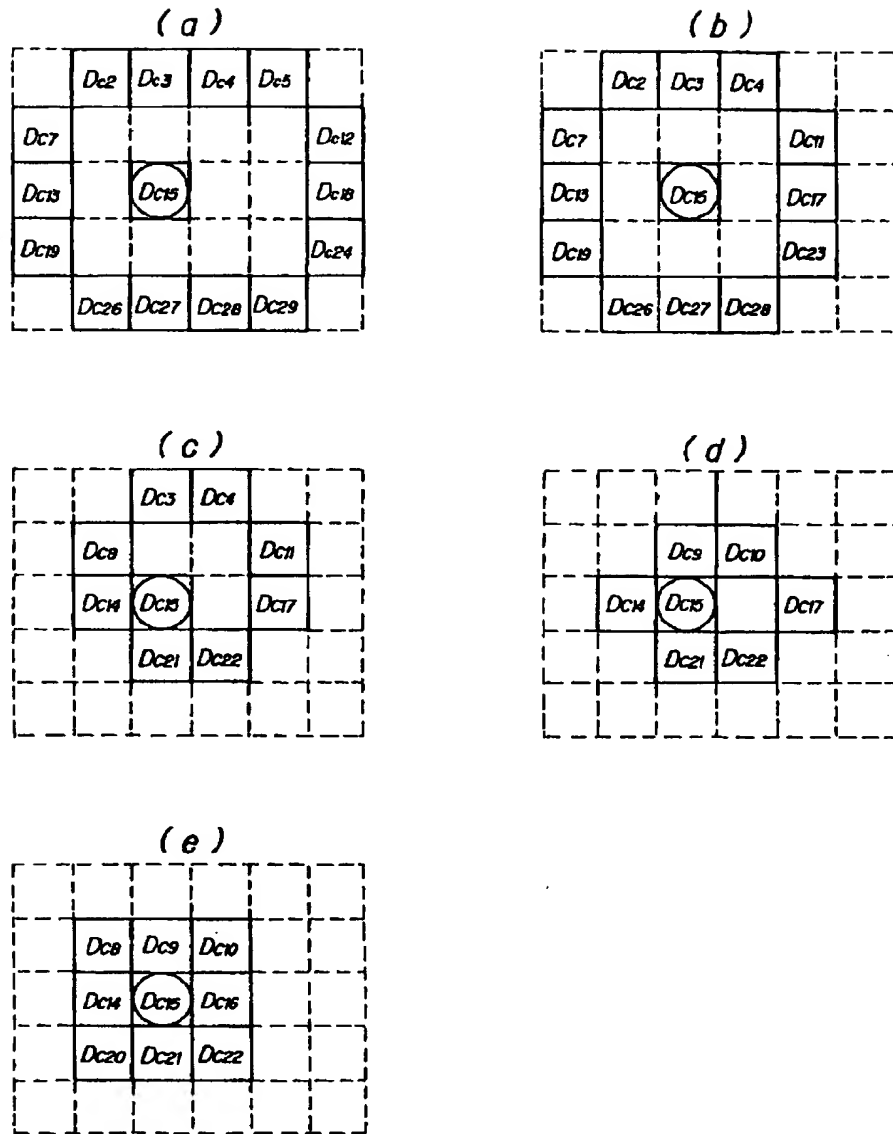 (a)
Dc2 Dc3 Dc4 Dc5
Dc7 Dc12
Dc13 Dc15 Dc18
Dc19 Dc24
Dc26 Dc27 Dc28 Dc29
(b)
Dc2 Dc3 Dc4
Dc7 Dc11
Dc13 Dc15 Dc17
Dc19 Dc23
Dc26 Dc27 Dc28
(c)
Dc3 Dc4
Dc8 Dc11
Dc14 Dc15 Dc17
Dc21 Dc22
(d)
Dc9 Dc10
Dc14 Dc15 Dc17
Dc21 Dc22
(e)
Dc8 Dc9 Dc10
Dc14 Dc15 Dc16
Dc20 Dc21 Dc22